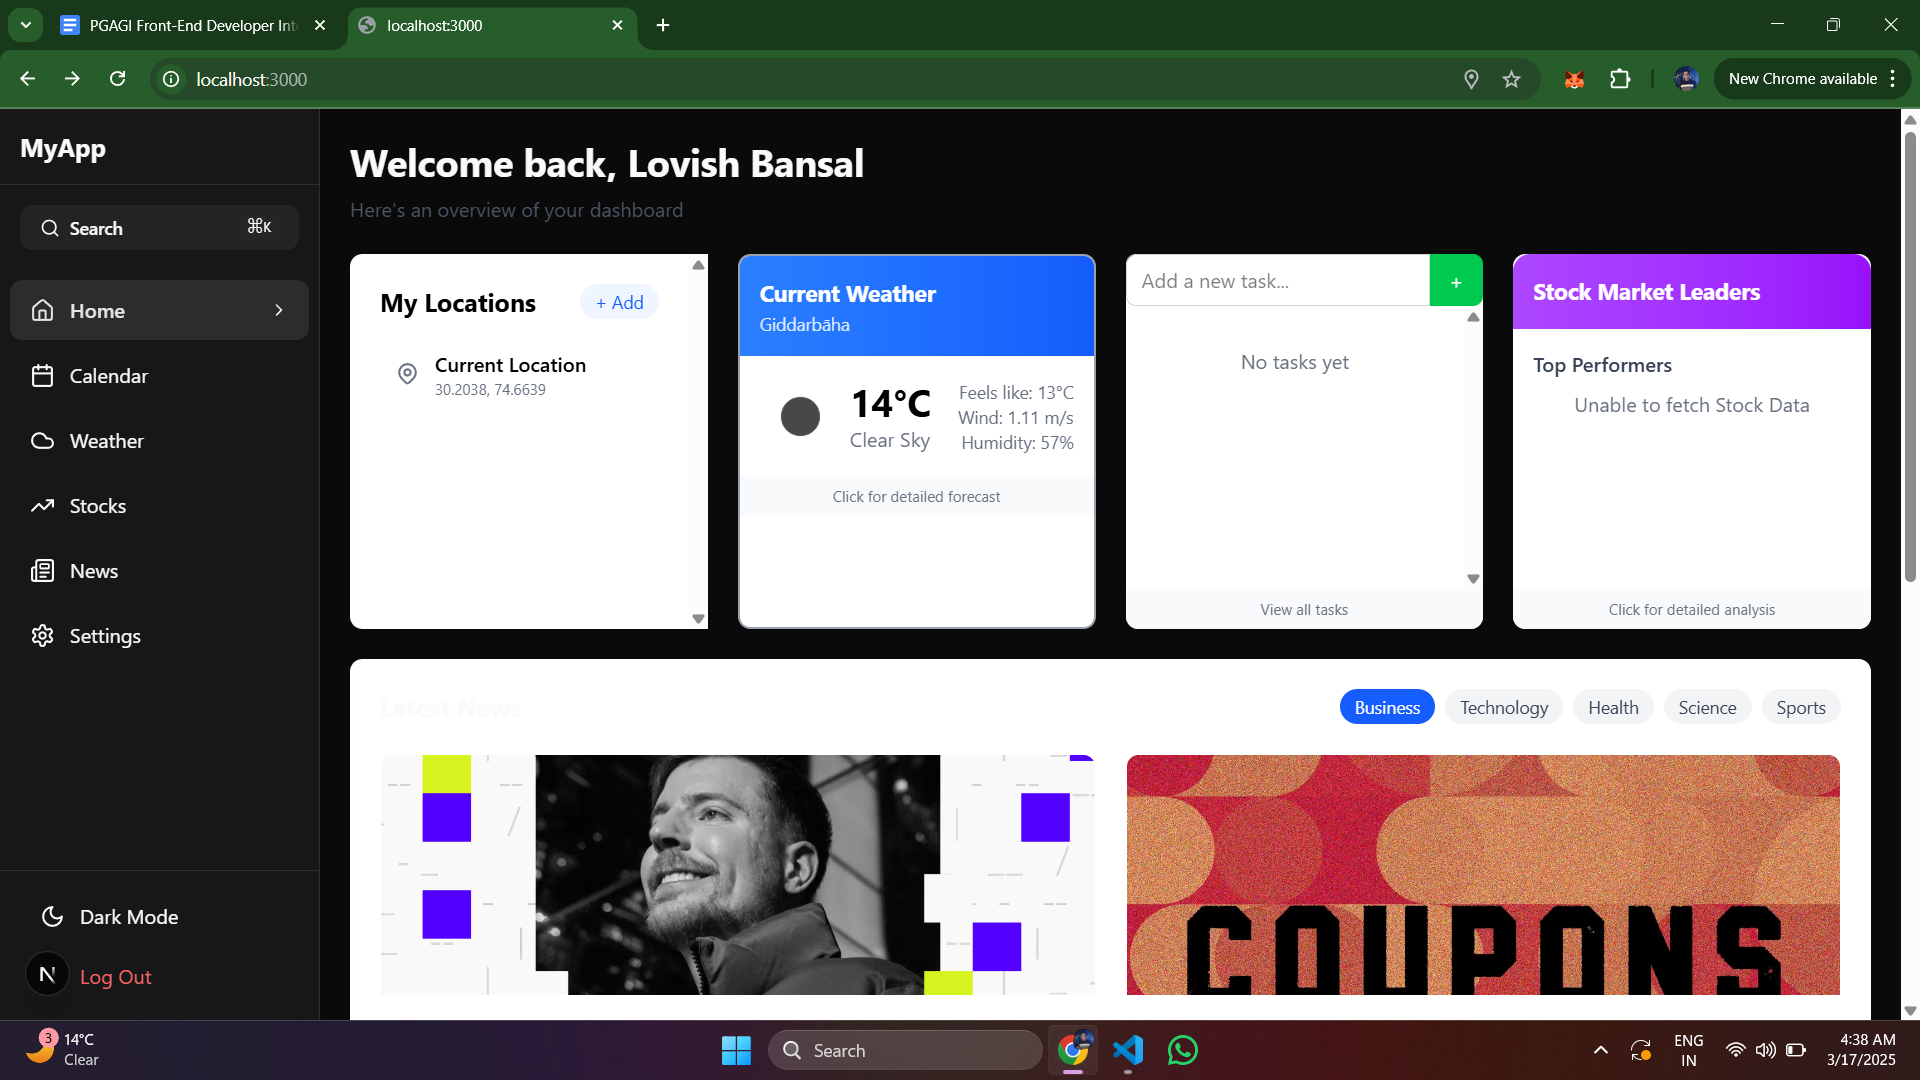 PGAGI Front-End Developer Int
localhost:3000
localhost:3000
New Chrome available
MyApp
Search
⌘K
Home
Calendar
Weather
Stocks
News
Settings
Dark Mode
N
Log Out
Welcome back, Lovish Bansal
Here's an overview of your dashboard
My Locations
+ Add
Current Location
30.2038, 74.6639
Current Weather
Giddarbāha
14°C
Clear Sky
Feels like: 13°C
Wind: 1.11 m/s
Humidity: 57%
Click for detailed forecast
Add a new task...
+
No tasks yet
View all tasks
Stock Market Leaders
Top Performers
Unable to fetch Stock Data
Click for detailed analysis
Latest News
Business
Technology
Health
Science
Sports
COUPONS
3
14°C
Clear
Search
ENG
IN
4:38 AM
3/17/2025